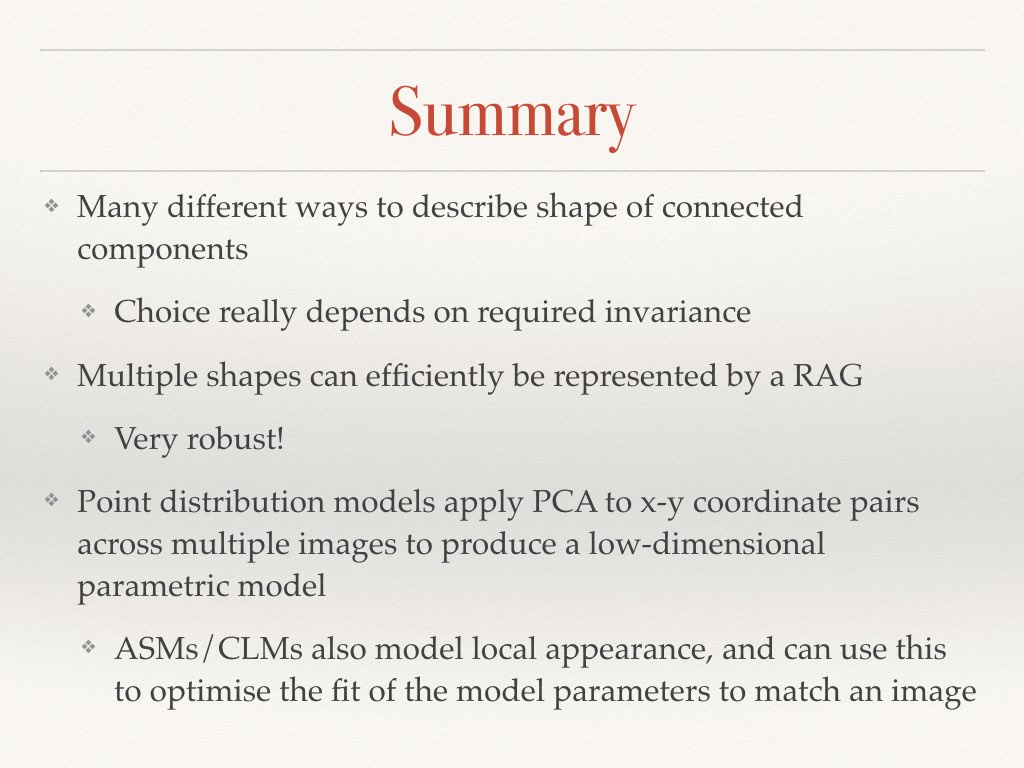 Summary
❖ Many different ways to describe shape of connected
components
❖ Choice really depends on required invariance
❖ Multiple shapes can efficiently be represented by a RAG
❖ Very robust!
❖ Point distribution models apply PCA to x-y coordinate pairs
across multiple images to produce a low-dimensional
parametric model
❖ ASMs/CLMs also model local appearance, and can use this
to optimise the fit of the model parameters to match an image